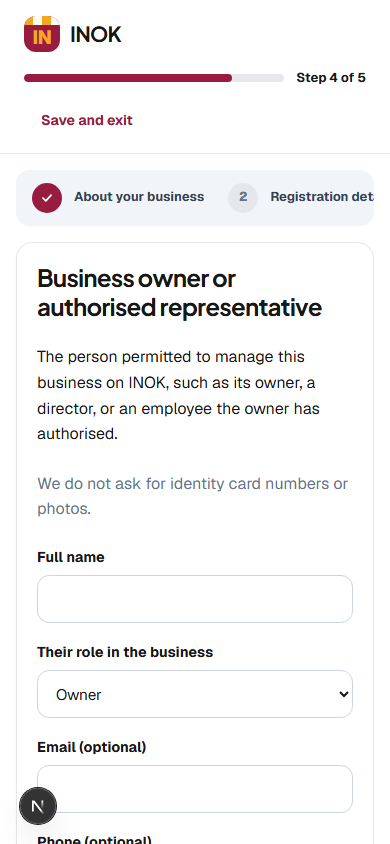 IN INOK
Step 4 of 5
Save and exit
About your business
2 Registration det
Business owner or
authorised representative
The person permitted to manage this
business on INOK, such as its owner, a
director, or an employee the owner has
authorised.
We do not ask for identity card numbers or
photos.
Full name
Their role in the business
Owner
Email (optional)
N
Phone (optional)